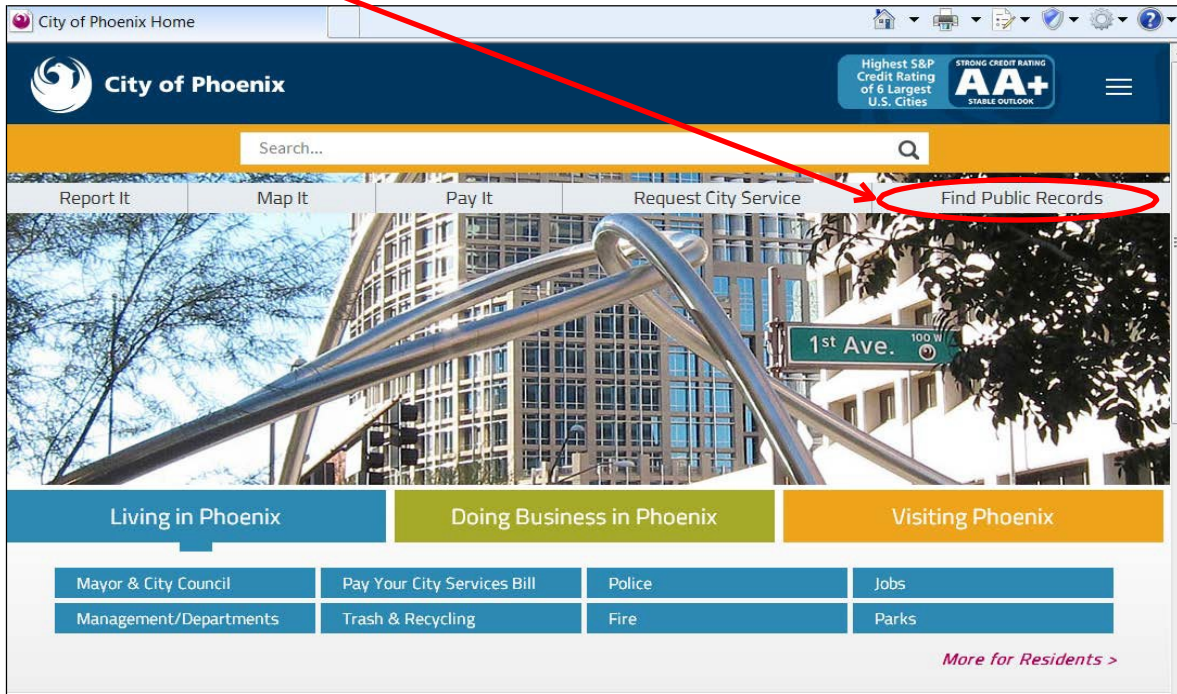 City of Phoenix Home
City of Phoenix
Highest S&P
Credit Rating
of 6 Largest
U.S. Cities
STRONG CREDIT RATING
AA+
STABLE OUTLOOK
Search...
Report It Map It Pay It Request City Service Find Public Records
1st Ave. 100 W
Living in Phoenix Doing Business in Phoenix Visiting Phoenix
Mayor & City Council Pay Your City Services Bill Police Jobs
Management/Departments Trash & Recycling Fire Parks
More for Residents >